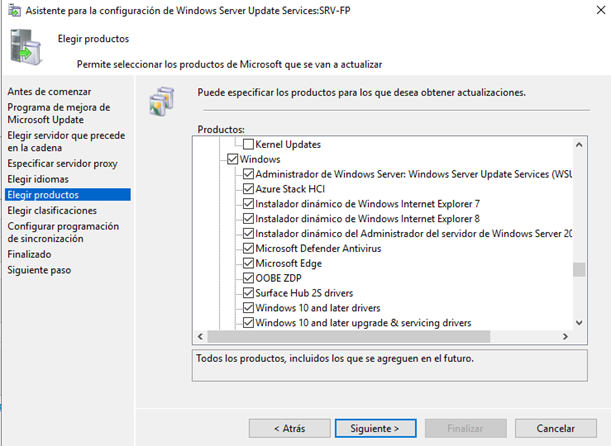 Asistente para la configuración de Windows Server Update Services:SRV-FP
Elegir productos
Permite seleccionar los productos de Microsoft que se van a actualizar
Antes de comenzar
Programa de mejora de
Microsoft Update
Elegir servidor que precede
en la cadena
Especificar servidor proxy
Elegir idiomas
Elegir productos
Elegir clasificaciones
Configurar programación
de sincronización
Finalizado
Siguiente paso
Puede especificar los productos para los que desea obtener actualizaciones.
Productos:
Kernel Updates
Windows
Administrador de Windows Server: Windows Server Update Services (WSU
Azure Stack HCI
Instalador dinámico de Windows Internet Explorer 7
Instalador dinámico de Windows Internet Explorer 8
Instalador dinámico del Administrador del servidor de Windows Server 20
Microsoft Defender Antivirus
Microsoft Edge
OOBE ZDP
Surface Hub 2S drivers
Windows 10 and later drivers
Windows 10 and later upgrade & servicing drivers
Todos los productos, incluidos los que se agreguen en el futuro.
< Atrás
Siguiente >
Finalizar
Cancelar